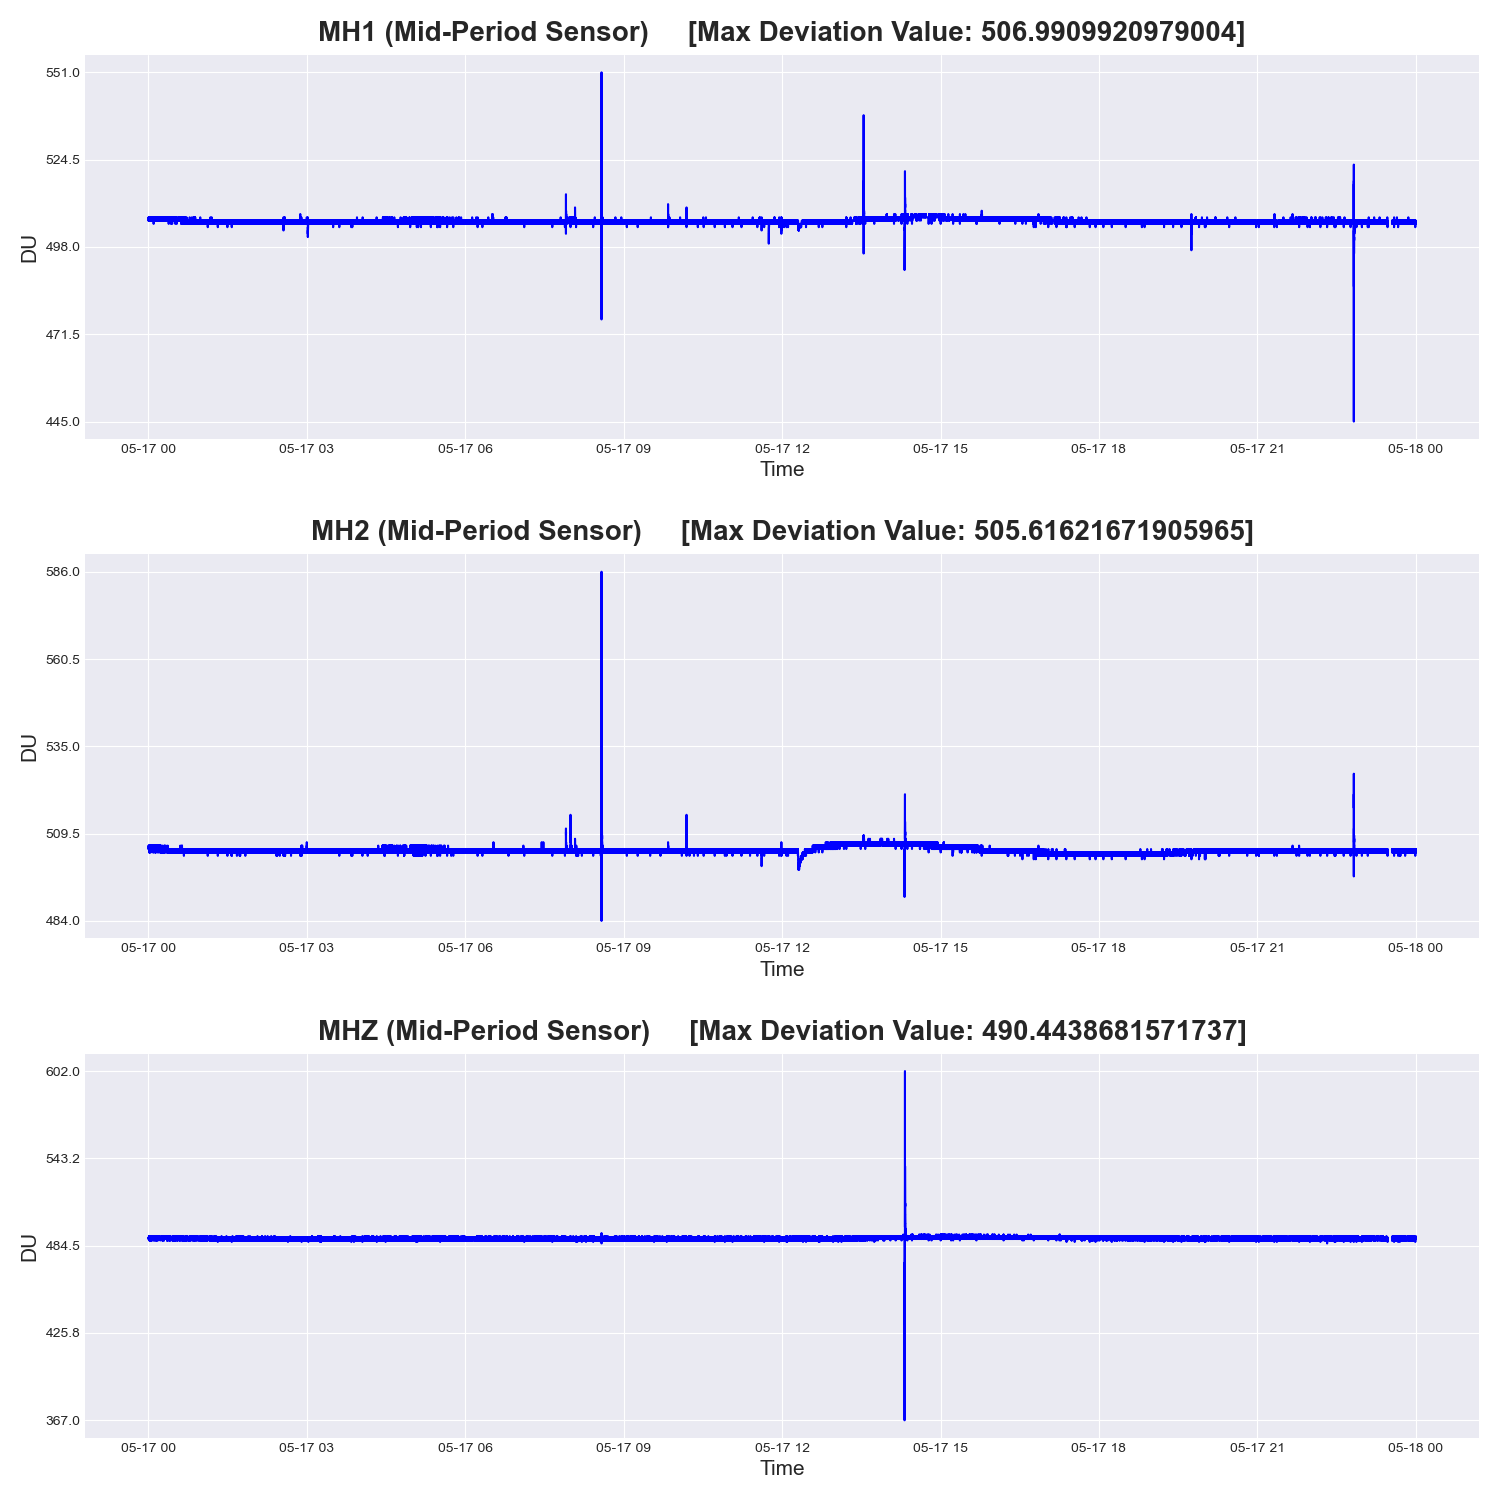 MH1 (Mid-Period Sensor) [Max Deviation Value: 506.9909920979004]
551.0
524.5
498.0
471.5
445.0
DU
05-17 00 05-17 03 05-17 06 05-17 09 05-17 12 05-17 15 05-17 18 05-17 21 05-18 00
Time
MH2 (Mid-Period Sensor) [Max Deviation Value: 505.61621671905965]
586.0
560.5
535.0
509.5
484.0
DU
05-17 00 05-17 03 05-17 06 05-17 09 05-17 12 05-17 15 05-17 18 05-17 21 05-18 00
Time
MHZ (Mid-Period Sensor) [Max Deviation Value: 490.4438681571737]
602.0
543.2
484.5
425.8
367.0
DU
05-17 00 05-17 03 05-17 06 05-17 09 05-17 12 05-17 15 05-17 18 05-17 21 05-18 00
Time